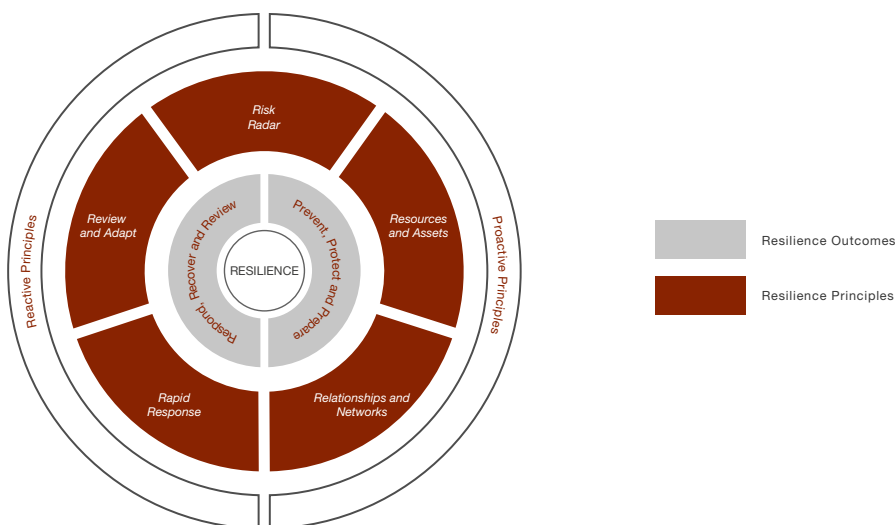 Risk
Radar
Review
and Adapt
Resources
and Assets
Respond, Recover and Review
Prevent, Protect and Prepare
RESILIENCE
Reactive Principles
Proactive Principles
Rapid
Response
Relationships and
Networks
Resilience Outcomes
Resilience Principles